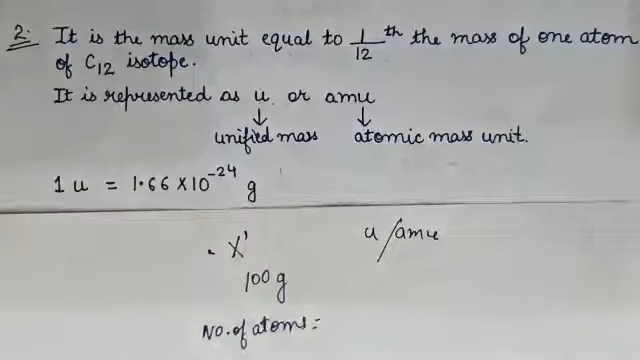 2. It is the mass unit equal to 1/12 th the mass of one atom
of C12 isotope.
It is represented as u or amu
unified mass atomic mass unit.
1 u = 1.66 X 10^-24 g
X' u/amu
100g
No. of atoms =